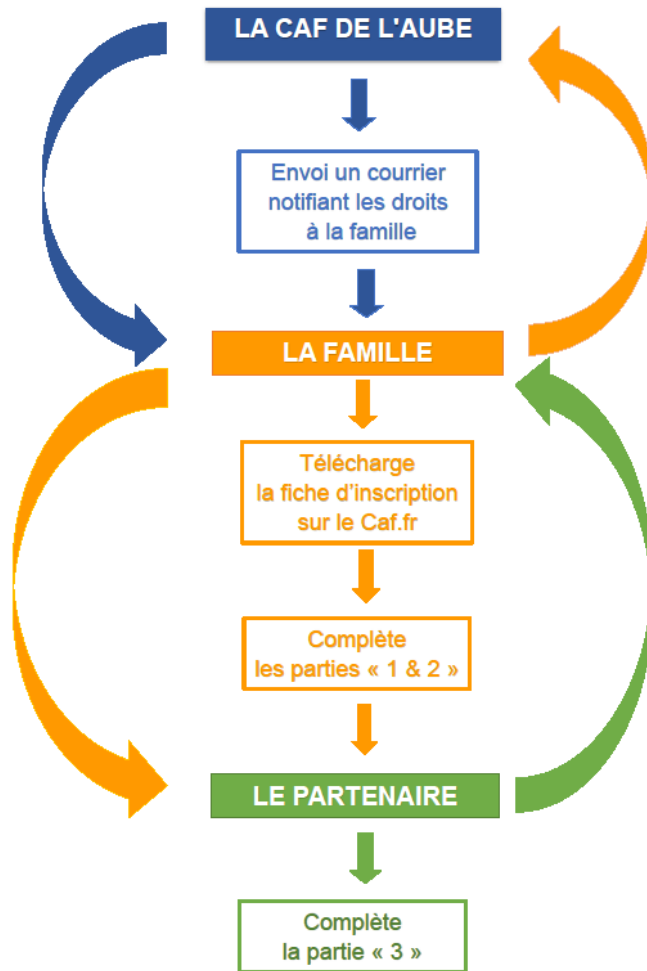 LA CAF DE L'AUBE
Envoi un courrier
notifiant les droits
à la famille
LA FAMILLE
Télécharge
la fiche d'inscription
sur le Caf.fr
Complète
les parties « 1 & 2 »
LE PARTENAIRE
Complète
la partie « 3 »